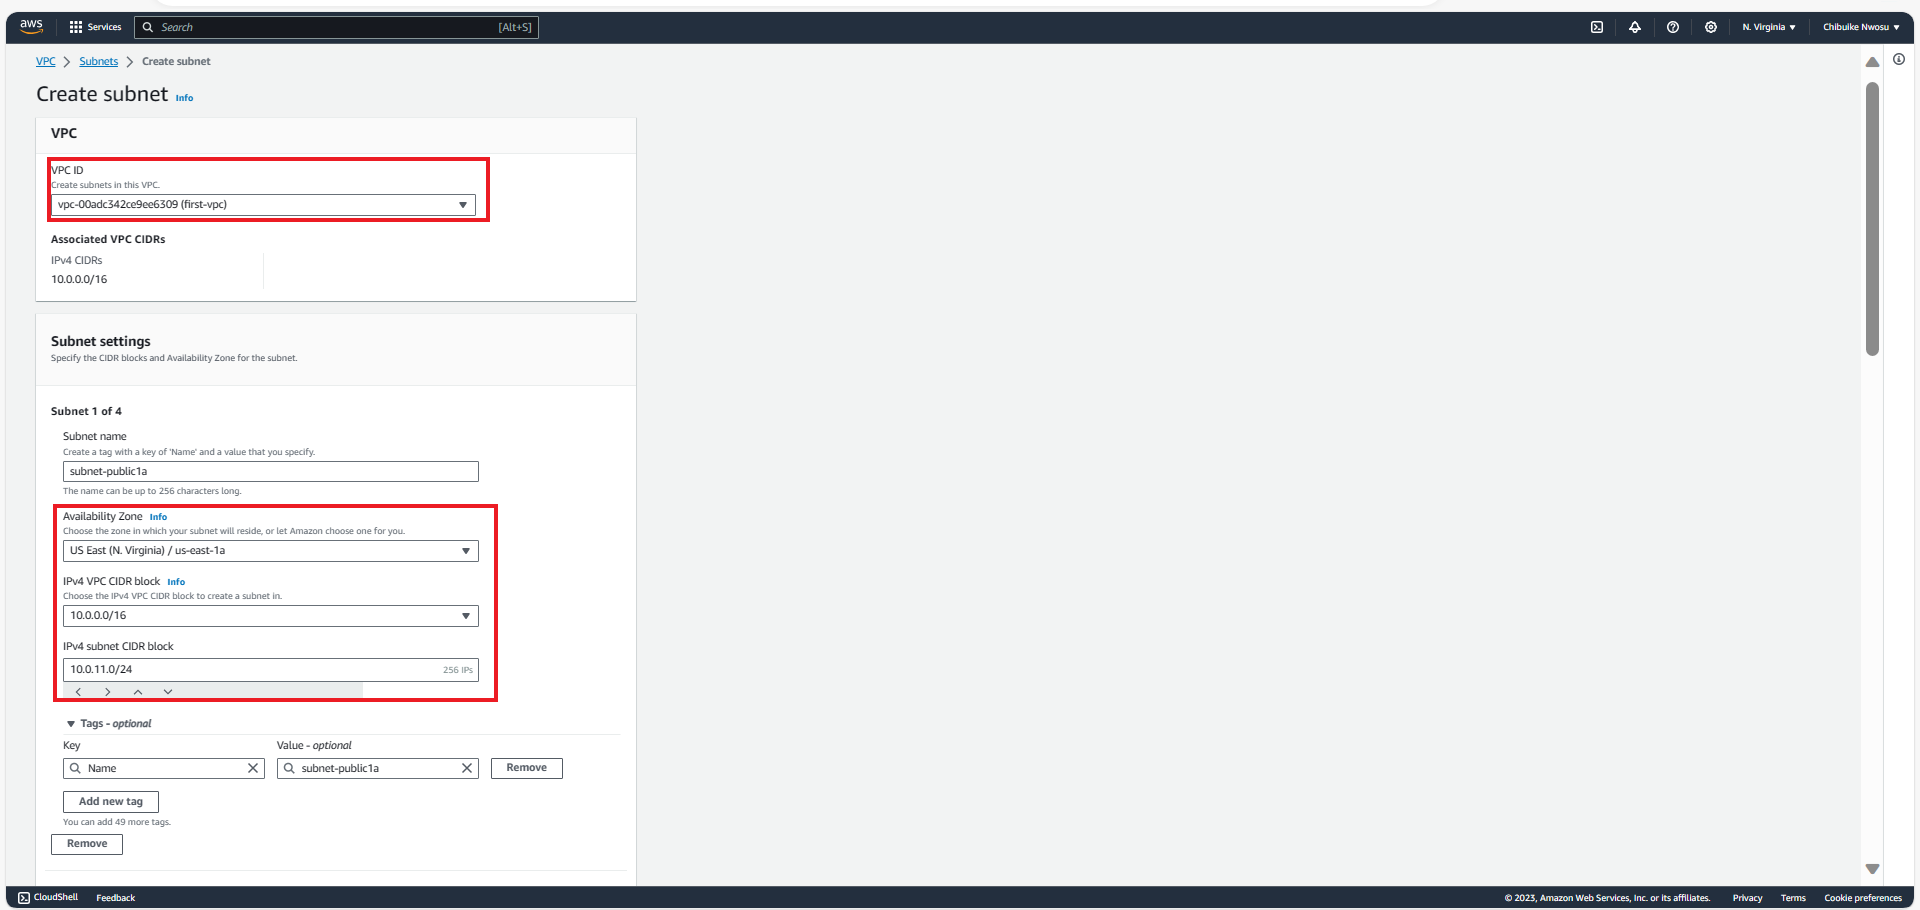 aws
Services
Search
[Alt+S]
N. Virginia
Chibuike Nwosu
VPC > Subnets > Create subnet
Create subnet Info
VPC
VPC ID
Create subnets in this VPC.
vpc-00adc342ce9ee6309 (first-vpc)
Associated VPC CIDRs
IPv4 CIDRs
10.0.0.0/16
Subnet settings
Specify the CIDR blocks and Availability Zone for the subnet.
Subnet 1 of 4
Subnet name
Create a tag with a key of 'Name' and a value that you specify.
subnet-public1a
The name can be up to 256 characters long.
Availability Zone Info
Choose the zone in which your subnet will reside, or let Amazon choose one for you.
US East (N. Virginia) / us-east-1a
IPv4 VPC CIDR block Info
Choose the IPv4 VPC CIDR block to create a subnet in.
10.0.0.0/16
IPv4 subnet CIDR block
10.0.11.0/24 256 IPs
Tags - optional
Key Value - optional
Name subnet-public1a Remove
Add new tag
You can add 49 more tags.
Remove
CloudShell Feedback © 2023, Amazon Web Services, Inc. or its affiliates. Privacy Terms Cookie preferences